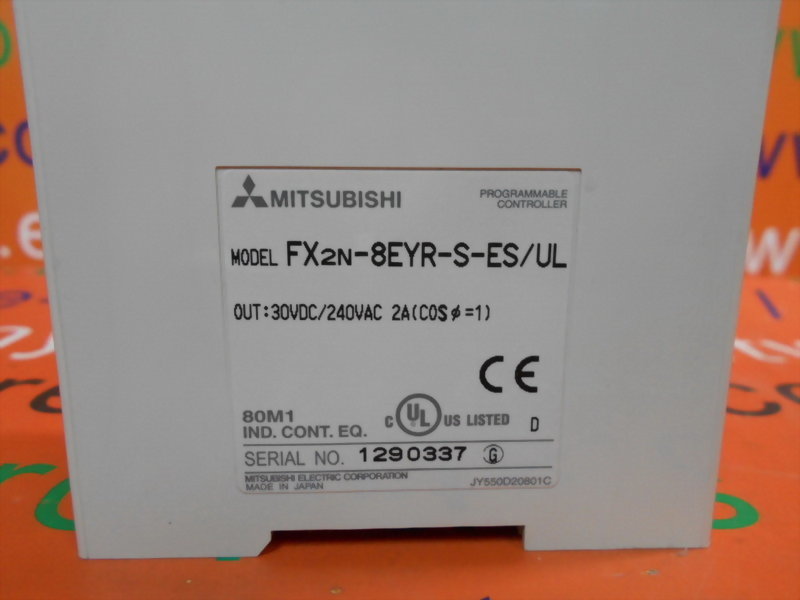 MITSUBISHI
PROGRAMMABLE
CONTROLLER
MODEL FX2N-8EYR-S-ES/UL
OUT:30VDC/240VAC 2A(COSφ=1)
CE
80M1
IND. CONT. EQ.
C UL US LISTED D
SERIAL NO. 1290337 G
MITSUBISHI ELECTRIC CORPORATION
MADE IN JAPAN
JY550D20801C